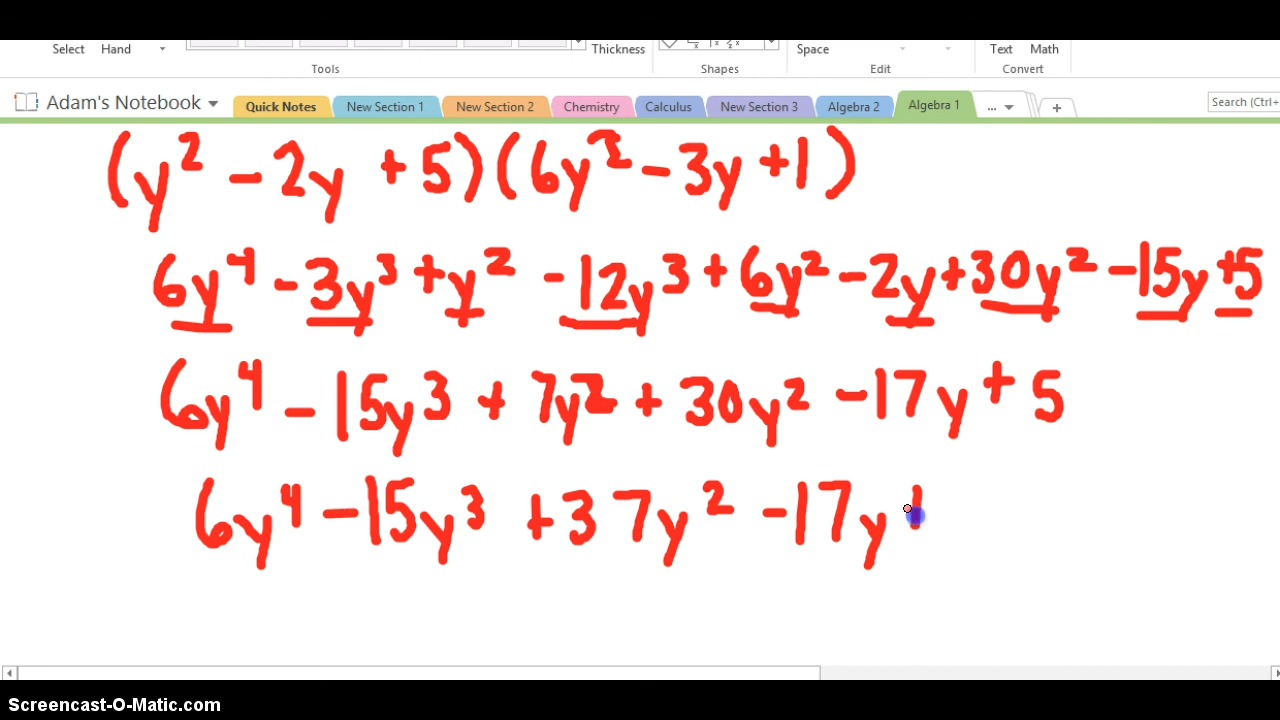 Select Hand Thickness Space Text Math
Tools Shapes Edit Convert
Adam's Notebook Quick Notes New Section 1 New Section 2 Chemistry Calculus New Section 3 Algebra 2 Algebra 1 ... + Search (Ctrl+
(y² - 2y + 5)(6y² - 3y + 1)
6y⁴ - 3y³ + y² - 12y³ + 6y² - 2y + 30y² - 15y + 5
6y⁴ - 15y³ + 7y² + 30y² - 17y + 5
6y⁴ - 15y³ + 37y² - 17y
Screencast-O-Matic.com